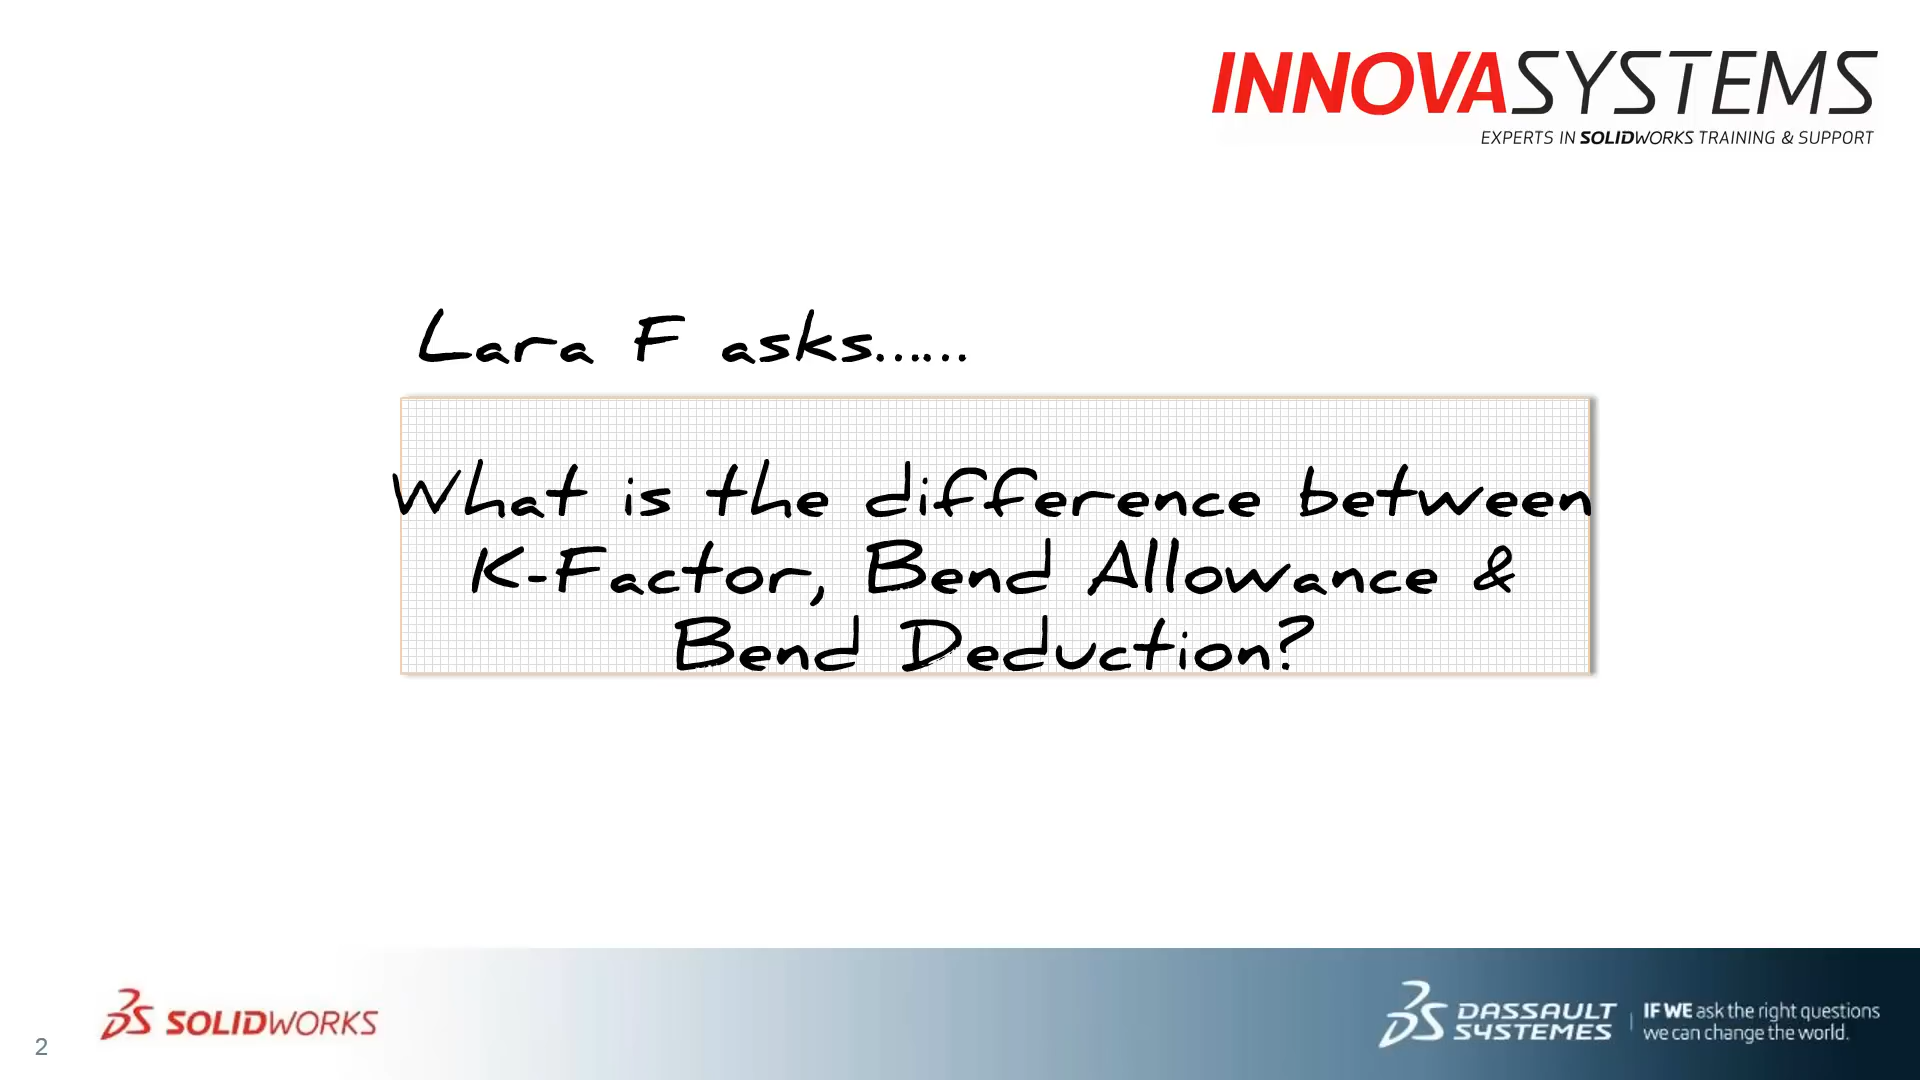 INNOVASYSTEMS
EXPERTS IN SOLIDWORKS TRAINING & SUPPORT
Lara F asks......
What is the difference between
K-Factor, Bend Allowance &
Bend Deduction?
2
SOLIDWORKS
DASSAULT
SYSTEMES
IF WE ask the right questions
we can change the world.